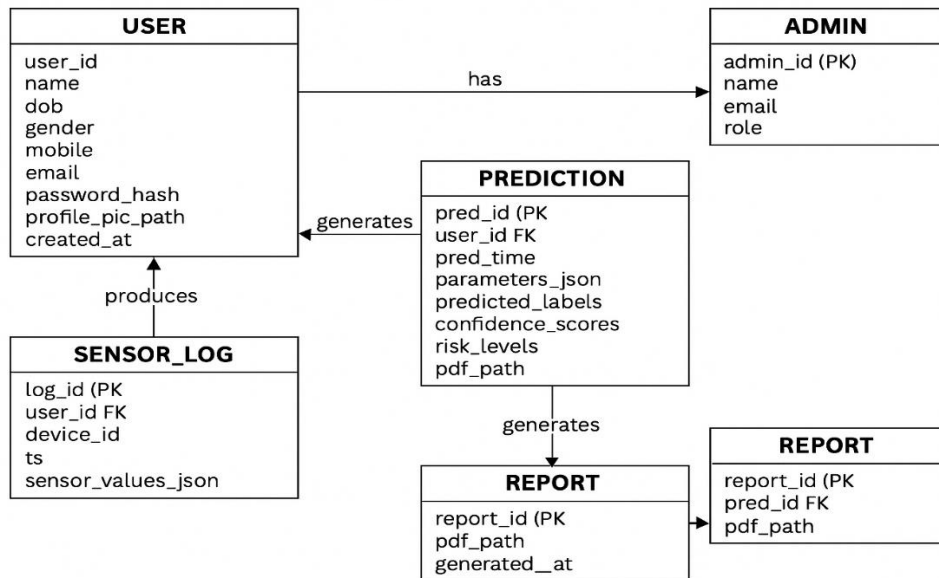 USER
user_id
name
dob
gender
mobile
email
password_hash
profile_pic_path
created_at
has
ADMIN
admin_id (PK)
name
email
role
generates
PREDICTION
pred_id (PK
user_id FK
pred_time
parameters_json
predicted_labels
confidence_scores
risk_levels
pdf_path
produces
SENSOR_LOG
log_id (PK
user_id FK
device_id
ts
sensor_values_json
generates
REPORT
report_id (PK
pdf_path
generated__at
REPORT
report_id (PK
pred_id FK
pdf_path